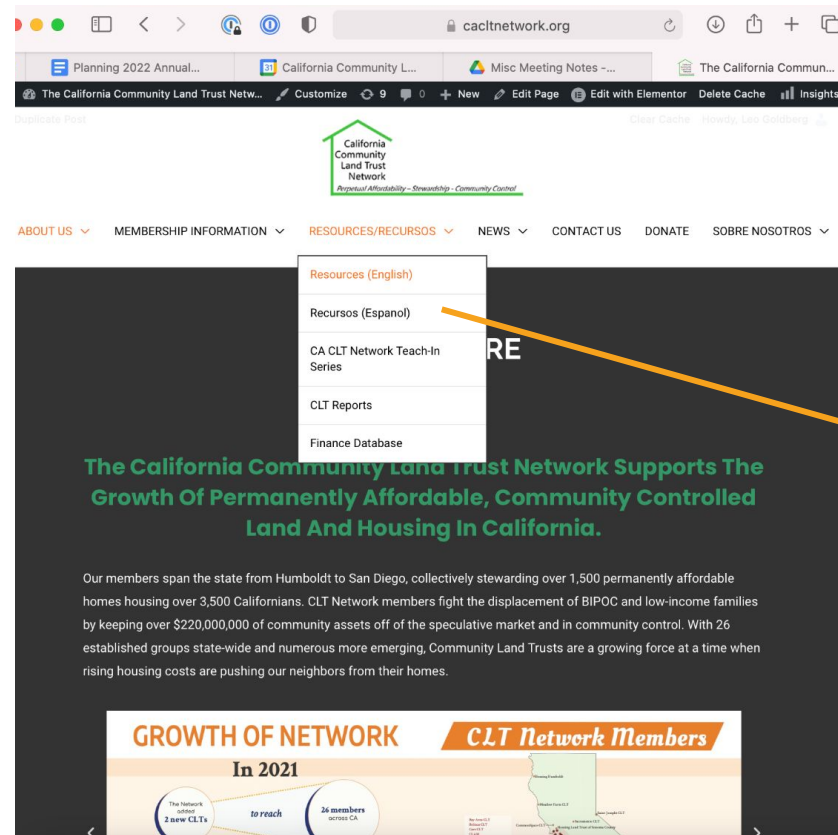 cacltnetwork.org
Planning 2022 Annual...
31 California Community L...
Misc Meeting Notes -...
The California Commun...
The California Community Land Trust Netw...
Customize
9
0
New
Edit Page
Edit with Elementor
Delete Cache
Insights
Duplicate Post
Clear Cache
Howdy, Leo Goldberg
California
Community
Land Trust
Network
Perpetual Affordability – Stewardship - Community Control
ABOUT US
MEMBERSHIP INFORMATION
RESOURCES/RECURSOS
NEWS
CONTACT US
DONATE
SOBRE NOSOTROS
Resources (English)
Recursos (Espanol)
CA CLT Network Teach-In
Series
CLT Reports
Finance Database
RE
The California Community Land Trust Network Supports The
Growth Of Permanently Affordable, Community Controlled
Land And Housing In California.
Our members span the state from Humboldt to San Diego, collectively stewarding over 1,500 permanently affordable
homes housing over 3,500 Californians. CLT Network members fight the displacement of BIPOC and low-income families
by keeping over $220,000,000 of community assets off of the speculative market and in community control. With 26
established groups state-wide and numerous more emerging, Community Land Trusts are a growing force at a time when
rising housing costs are pushing our neighbors from their homes.
GROWTH OF NETWORK
In 2021
The Network
added
2 new CLTs
to reach
26 members
across CA
CLT Network Members